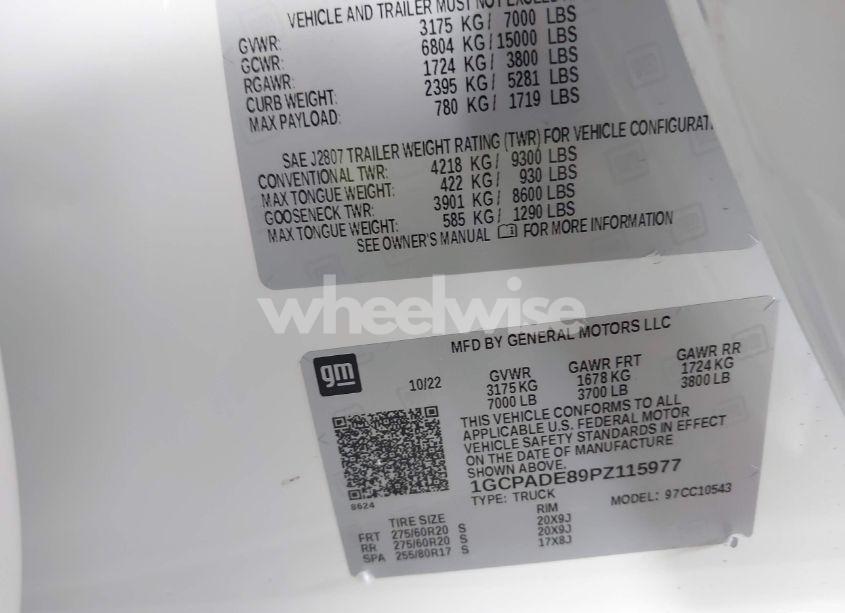 VEHICLE AND TRAILER MUST NOT EXCEED
GVWR: 3175 KG/ 7000 LBS
GCWR: 6804 KG/15000 LBS
RGAWR: 1724 KG/ 3800 LBS
CURB WEIGHT: 2395 KG/ 5281 LBS
MAX PAYLOAD: 780 KG/ 1719 LBS
SAE J2807 TRAILER WEIGHT RATING (TWR) FOR VEHICLE CONFIGURAT
CONVENTIONAL TWR: 4218 KG/ 9300 LBS
MAX TONGUE WEIGHT: 422 KG/ 930 LBS
GOOSENECK TWR: 3901 KG/ 8600 LBS
MAX TONGUE WEIGHT: 585 KG/ 1290 LBS
SEE OWNER'S MANUAL FOR MORE INFORMATION
wheelwise
gm
MFD BY GENERAL MOTORS LLC
10/22 GVWR GAWR FRT GAWR RR
3175 KG 1678 KG 1724 KG
7000 LB 3700 LB 3800 LB
THIS VEHICLE CONFORMS TO ALL
APPLICABLE U.S. FEDERAL MOTOR
VEHICLE SAFETY STANDARDS IN EFFECT
ON THE DATE OF MANUFACTURE
SHOWN ABOVE.
1GCPADE89PZ115977
TYPE: TRUCK MODEL: 97CC10543
8624
TIRE SIZE RIM
FRT 275/60R20 S 20X9J
RR 275/60R20 S 20X9J
SPA 255/80R17 S 17X8J